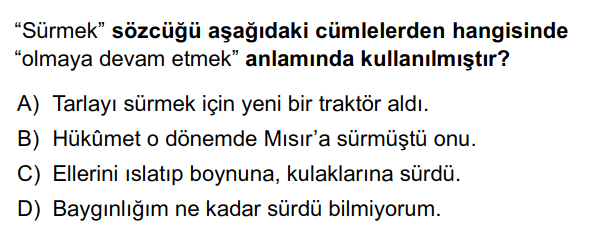 “Sürmek” sözcüğü aşağıdaki cümlelerden hangisinde
“olmaya devam etmek” anlamında kullanılmıştır?
A) Tarlayı sürmek için yeni bir traktör aldı.
B) Hükûmet o dönemde Mısır’a sürmüştü onu.
C) Ellerini ıslatıp boynuna, kulaklarına sürdü.
D) Baygınlığım ne kadar sürdü bilmiyorum.